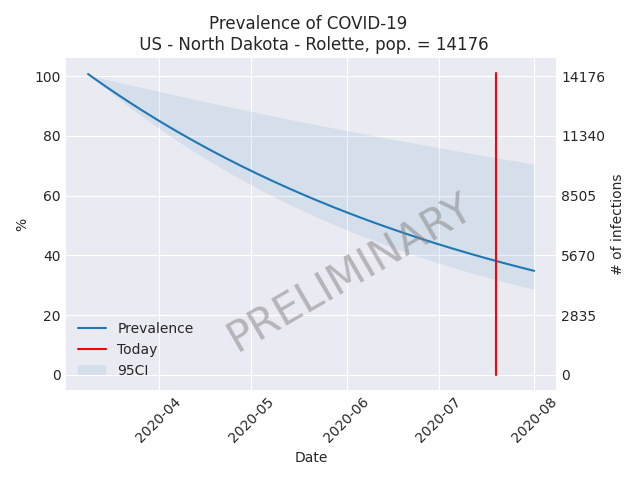 Prevalence of COVID-19
US - North Dakota - Rolette, pop. = 14176
100
80
60
40
20
0
%
14176
11340
8505
5670
2835
0
# of infections
PRELIMINARY
Prevalence
Today
95CI
2020-04
2020-05
2020-06
2020-07
2020-08
Date